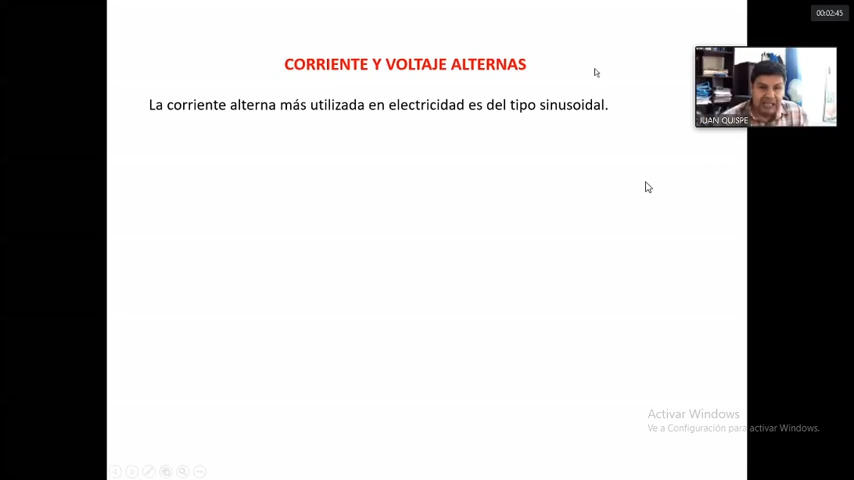 00:02:45
CORRIENTE Y VOLTAJE ALTERNAS
La corriente alterna más utilizada en electricidad es del tipo sinusoidal.
JUAN QUISPE
Activar Windows
Ve a Configuración para activar Windows.